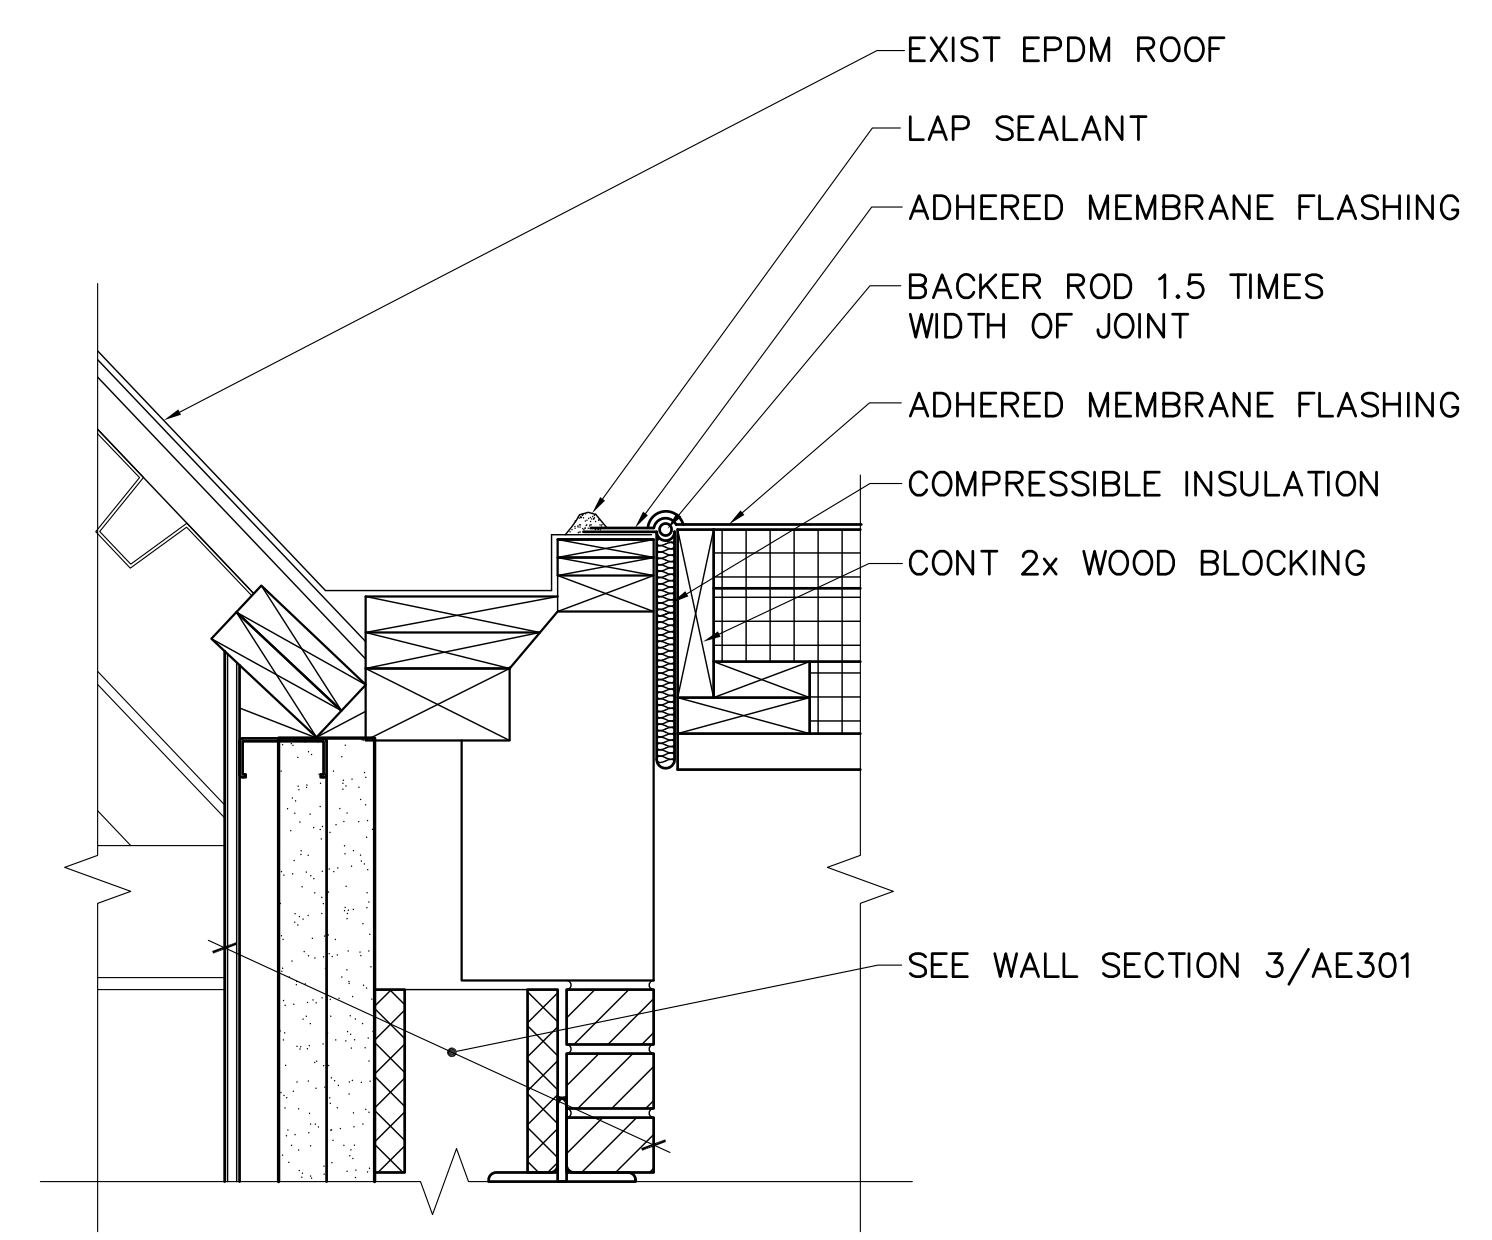 EXIST EPDM ROOF
LAP SEALANT
ADHERED MEMBRANE FLASHING
BACKER ROD 1.5 TIMES
WIDTH OF JOINT
ADHERED MEMBRANE FLASHING
COMPRESSIBLE INSULATION
CONT 2x WOOD BLOCKING
SEE WALL SECTION 3/AE301